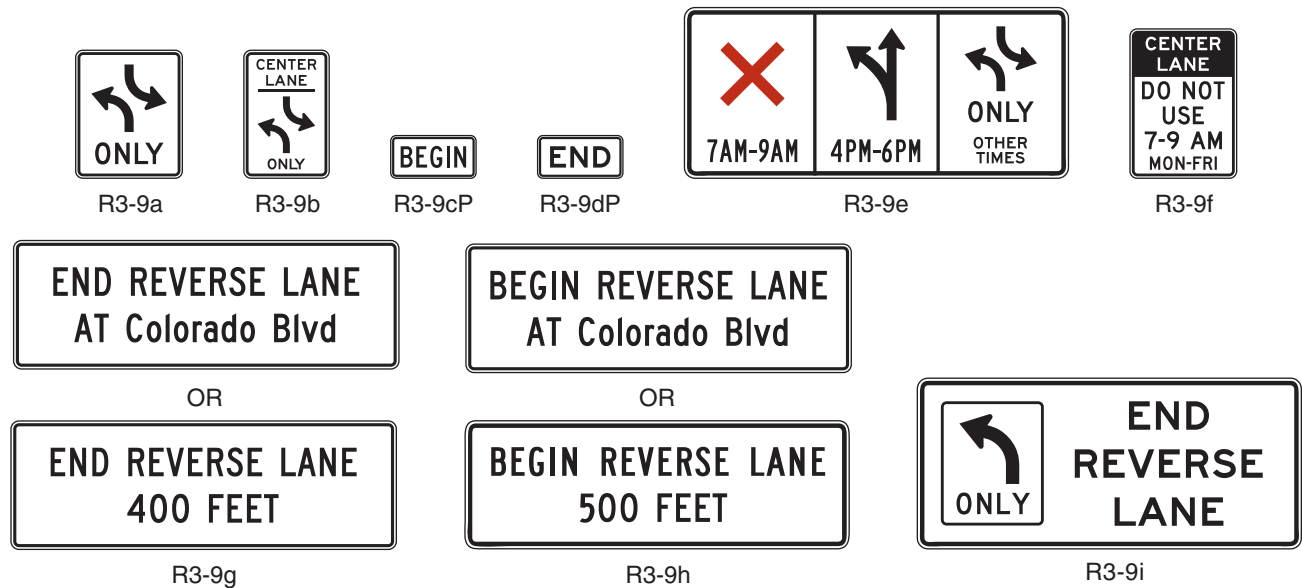 ONLY
R3-9a
CENTER
LANE
ONLY
R3-9b
BEGIN
R3-9cP
END
R3-9dP
7AM-9AM
4PM-6PM
ONLY
OTHER
TIMES
R3-9e
CENTER
LANE
DO NOT
USE
7-9 AM
MON-FRI
R3-9f
END REVERSE LANE
AT Colorado Blvd
OR
END REVERSE LANE
400 FEET
R3-9g
BEGIN REVERSE LANE
AT Colorado Blvd
OR
BEGIN REVERSE LANE
500 FEET
R3-9h
ONLY
END
REVERSE
LANE
R3-9i